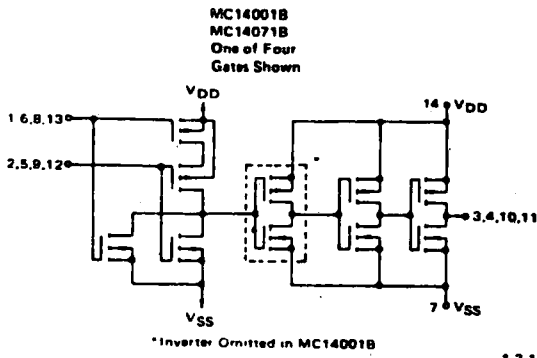 MC14001B
MC14071B
One of Four
Gates Shown
VDD
1 6,8,13
2,5,9,12
14 VDD
*
3,4,10,11
VSS
7 VSS
*Inverter Omitted in MC14001B